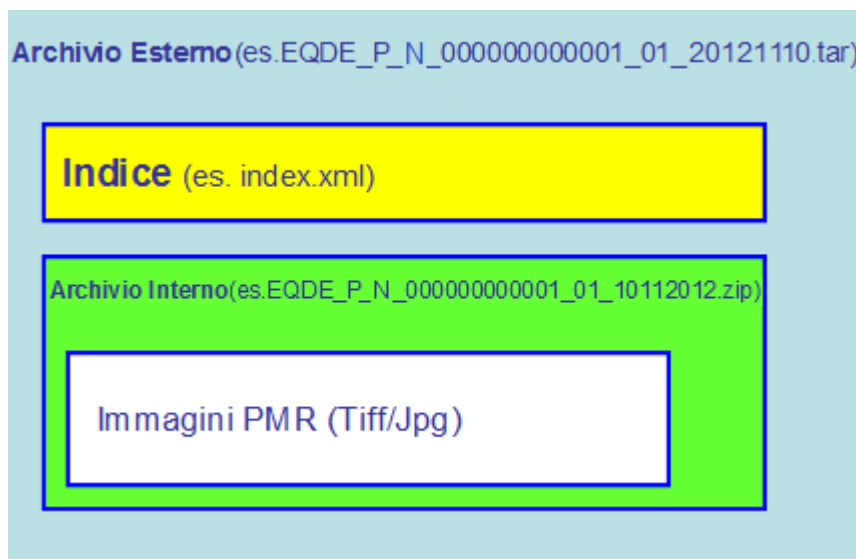 Archivio Esterno(es.EQDE_P_N_000000000001_01_20121110.tar)
Indice (es. index.xml)
Archivio Interno(es.EQDE_P_N_000000000001_01_10112012.zip)
Immagini PMR (Tiff/Jpg)